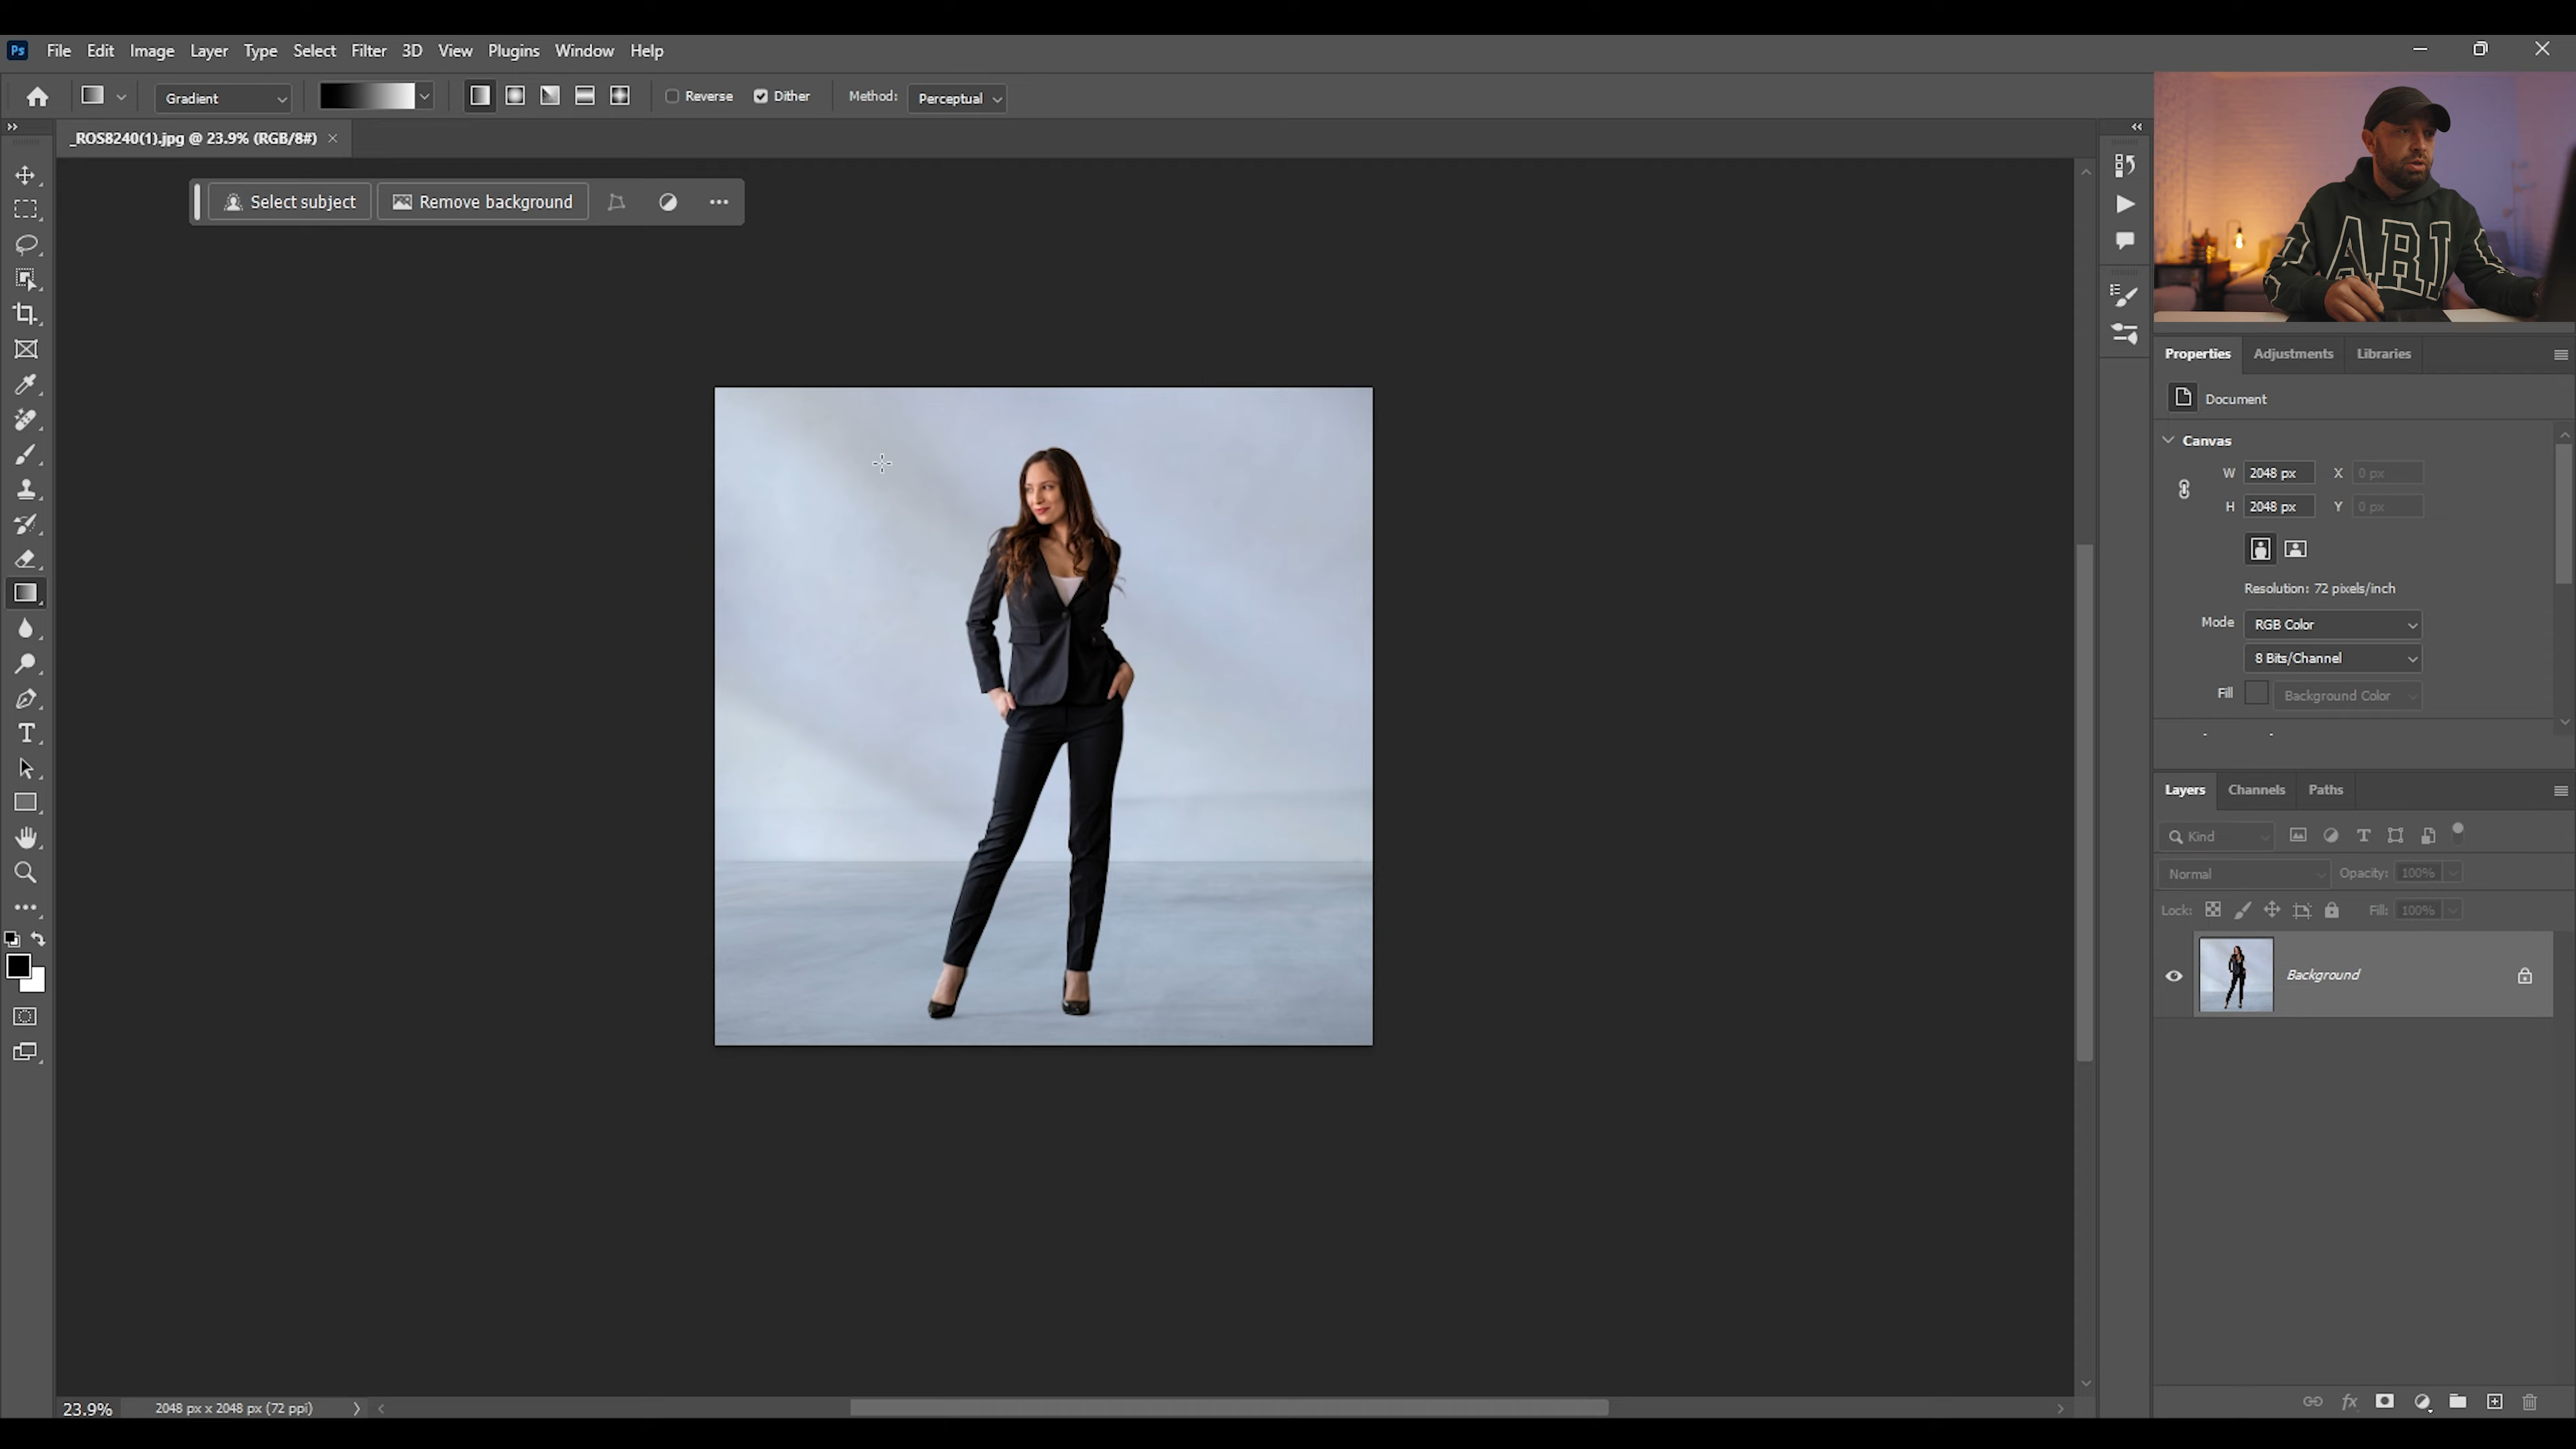 Ps File Edit Image Layer Type Select Filter 3D View Plugins Window Help
Gradient Reverse Dither Method: Perceptual
_ROS8240(1).jpg @ 23.9% (RGB/8#)
Select subject Remove background
ABI
Properties Adjustments Libraries
Document
Canvas
W 2048 px X 0 px
H 2048 px Y 0 px
Resolution: 72 pixels/inch
Mode RGB Color
8 Bits/Channel
Fill Background Color
Layers Channels Paths
Kind
Normal Opacity: 100%
Lock: Fill: 100%
Background
23.9% 2048 px x 2048 px (72 ppi)